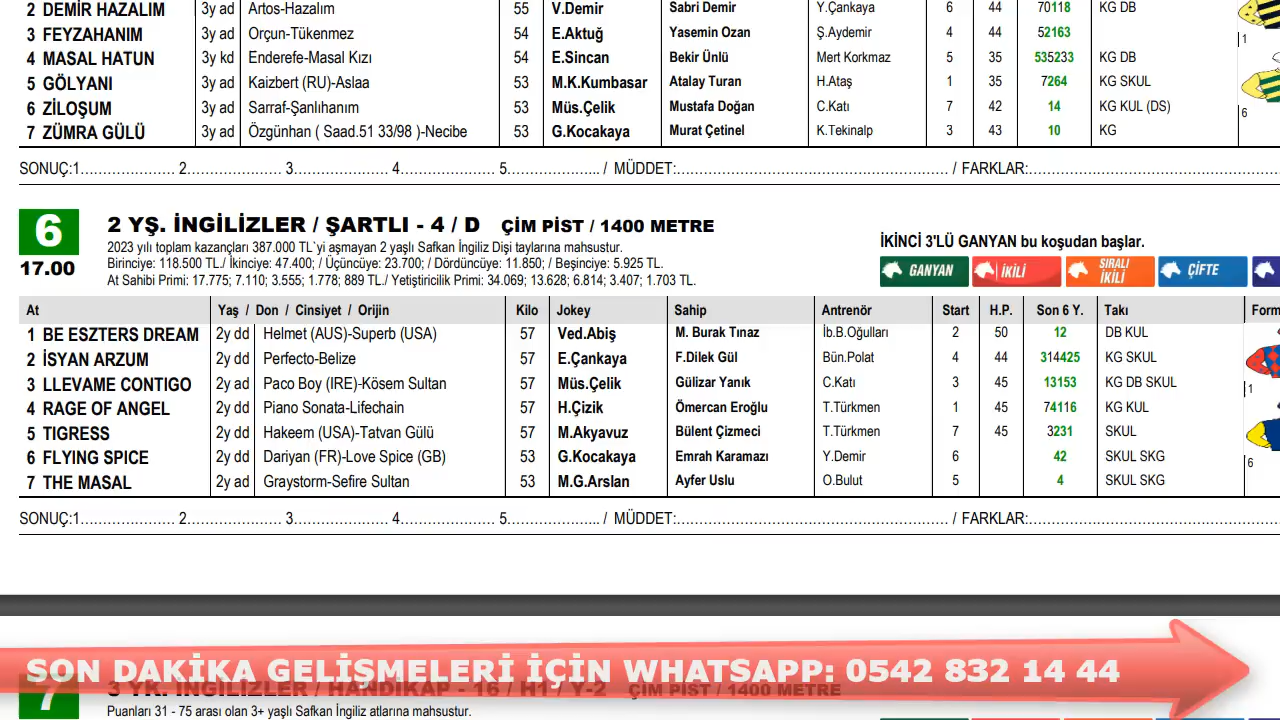 2 DEMİR HAZALIM 3y ad Artos-Hazalım 55 V.Demir Sabri Demir Y.Çankaya 6 44 70118 KG DB
3 FEYZAHANIM 3y ad Orçun-Tükenmez 54 E.Aktuğ Yasemin Ozan Ş.Aydemir 4 44 52163
4 MASAL HATUN 3y kd Enderefe-Masal Kızı 54 E.Sincan Bekir Ünlü Mert Korkmaz 5 35 535233 KG DB
5 GÖLYANI 3y ad Kaizbert (RU)-Aslaa 53 M.K.Kumbasar Atalay Turan H.Ataş 1 35 7264 KG SKUL
6 ZİLOŞUM 3y ad Sarraf-Şanlıhanım 53 Müs.Çelik Mustafa Doğan C.Katı 7 42 14 KG KUL (DS)
7 ZÜMRA GÜLÜ 3y ad Özgünhan ( Saad.51 33/98 )-Necibe 53 G.Kocakaya Murat Çetinel K.Tekinalp 3 43 10 KG
1
6
SONUÇ:1..................... 2..................... 3..................... 4..................... 5..................... / MÜDDET:............................................................ / FARKLAR:............................................................
6 2 YŞ. İNGİLİZLER / ŞARTLI - 4 / D ÇİM PİST / 1400 METRE
17.00
2023 yılı toplam kazançları 387.000 TL`yi aşmayan 2 yaşlı Safkan İngiliz Dişi taylarına mahsustur.
Birinciye: 118.500 TL./ İkinciye: 47.400; / Üçüncüye: 23.700; / Dördüncüye: 11.850; / Beşinciye: 5.925 TL.
At Sahibi Primi: 17.775; 7.110; 3.555; 1.778; 889 TL./ Yetiştiricilik Primi: 34.069; 13.628; 6.814; 3.407; 1.703 TL.
İKİNCİ 3'LÜ GANYAN bu koşudan başlar.
GANYAN İKİLİ SIRALI İKİLİ ÇİFTE
At Yaş / Don / Cinsiyet / Orijin Kilo Jokey Sahip Antrenör Start H.P. Son 6 Y. Takı Form
1 BE ESZTERS DREAM 2y dd Helmet (AUS)-Superb (USA) 57 Ved.Abiş M. Burak Tınaz İb.B.Oğulları 2 50 12 DB KUL
2 İSYAN ARZUM 2y dd Perfecto-Belize 57 E.Çankaya F.Dilek Gül Bün.Polat 4 44 314425 KG SKUL
3 LLEVAME CONTIGO 2y ad Paco Boy (IRE)-Kösem Sultan 57 Müs.Çelik Gülizar Yanık C.Katı 3 45 13153 KG DB SKUL
4 RAGE OF ANGEL 2y dd Piano Sonata-Lifechain 57 H.Çizik Ömercan Eroğlu T.Türkmen 1 45 74116 KG KUL
5 TIGRESS 2y dd Hakeem (USA)-Tatvan Gülü 57 M.Akyavuz Bülent Çizmeci T.Türkmen 7 45 3231 SKUL
6 FLYING SPICE 2y dd Dariyan (FR)-Love Spice (GB) 53 G.Kocakaya Emrah Karamazı Y.Demir 6 42 SKUL SKG
7 THE MASAL 2y ad Graystorm-Sefire Sultan 53 M.G.Arslan Ayfer Uslu O.Bulut 5 4 SKUL SKG
1
6
SONUÇ:1..................... 2..................... 3..................... 4..................... 5..................... / MÜDDET:............................................................ / FARKLAR:............................................................
SON DAKİKA GELİŞMELERİ İÇİN WHATSAPP: 0542 832 14 44
7 3 YK. İNGİLİZLER / HANDİKAP - 16 / H1 / Y-2 ÇİM PİST / 1400 METRE
Puanları 31 - 75 arası olan 3+ yaşlı Safkan İngiliz atlarına mahsustur.